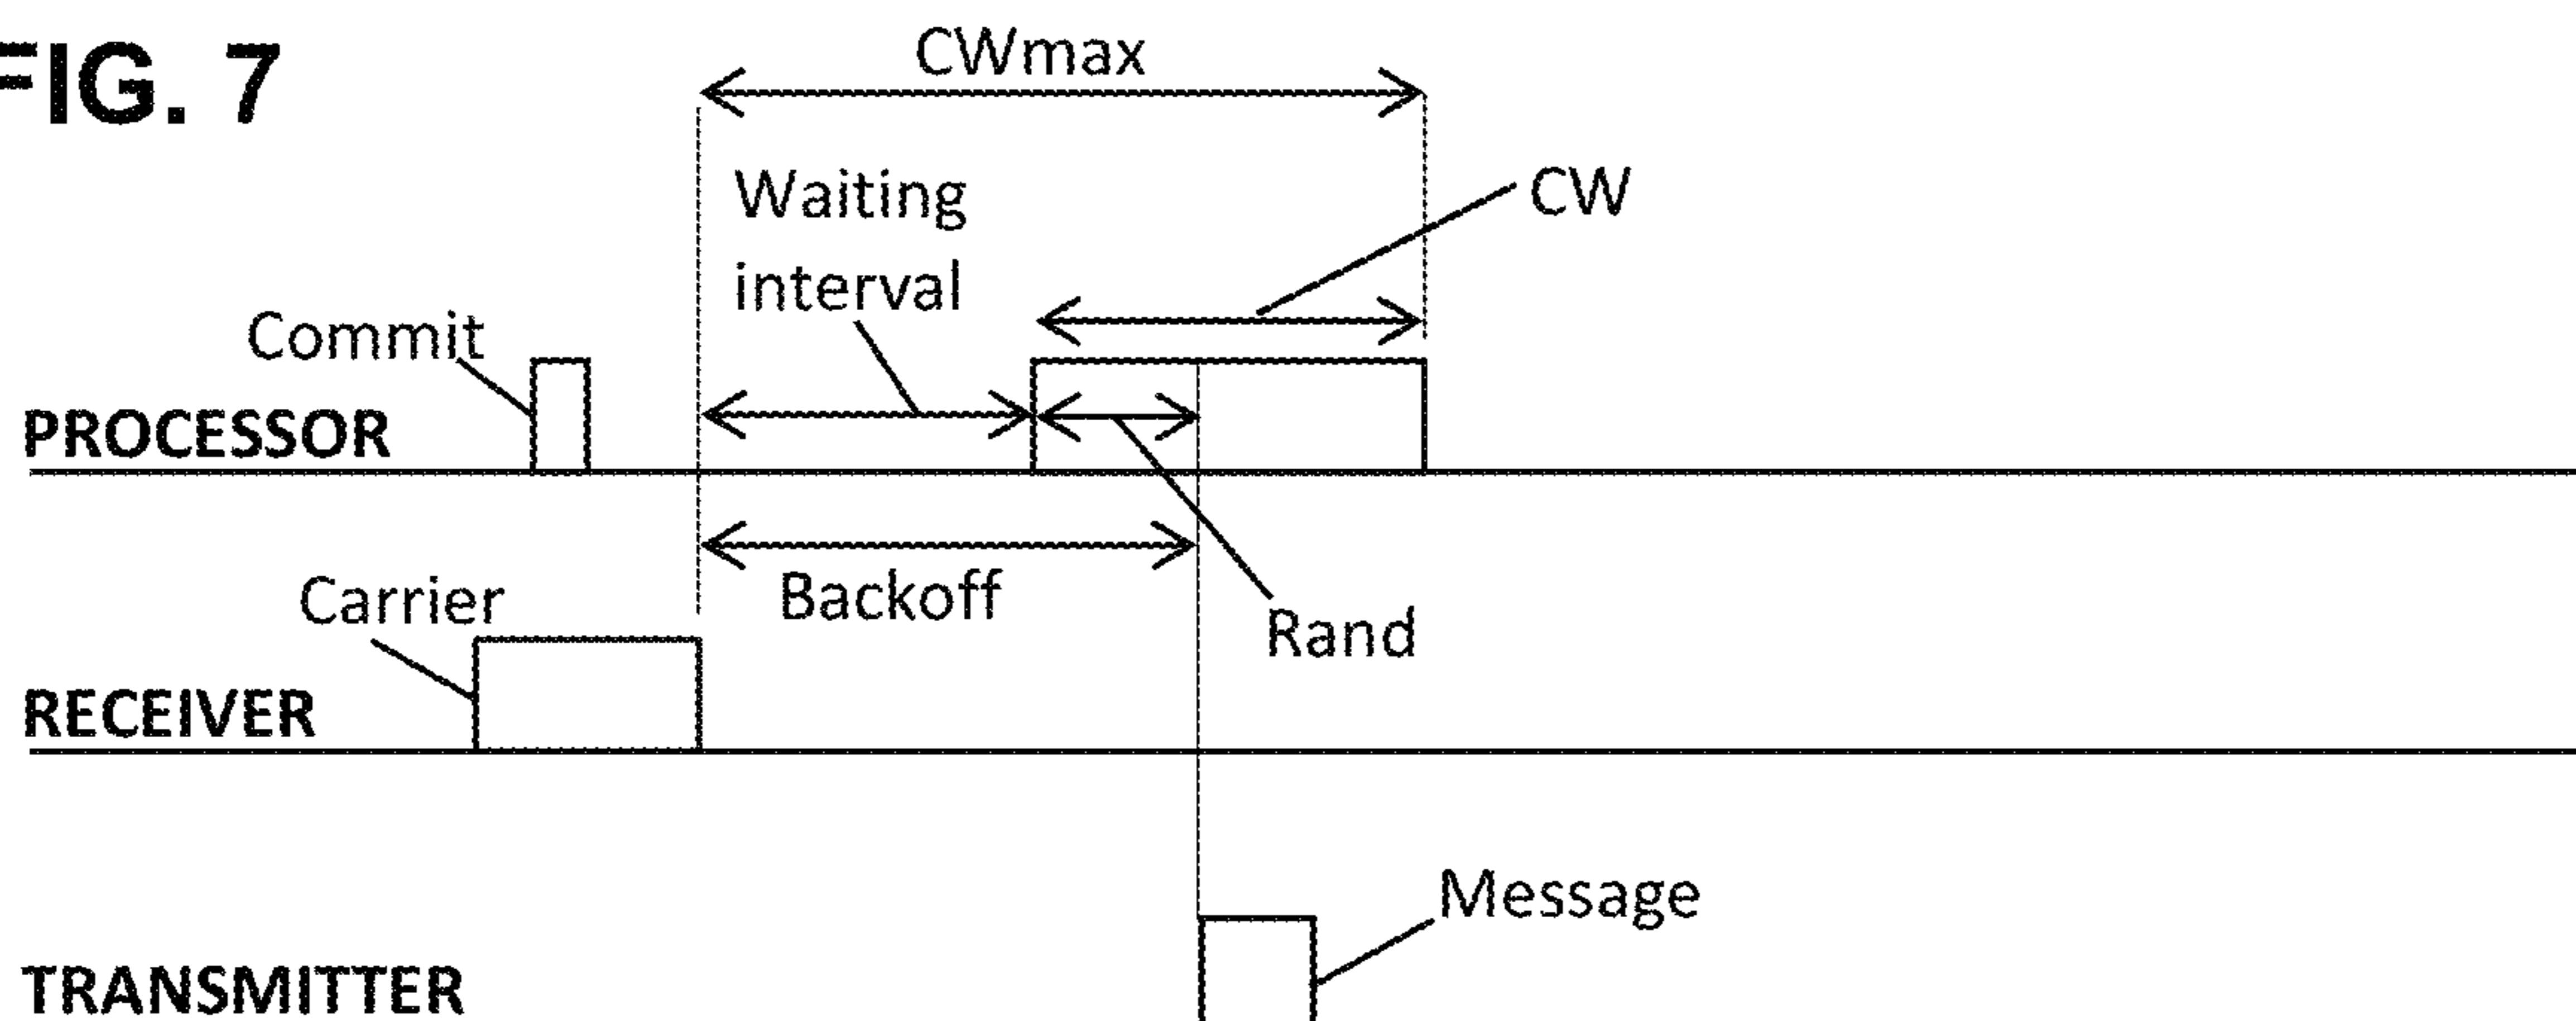 FIG. 7
CWmax
Waiting
interval
CW
Commit
PROCESSOR
Backoff
Carrier
Rand
RECEIVER
Message
TRANSMITTER